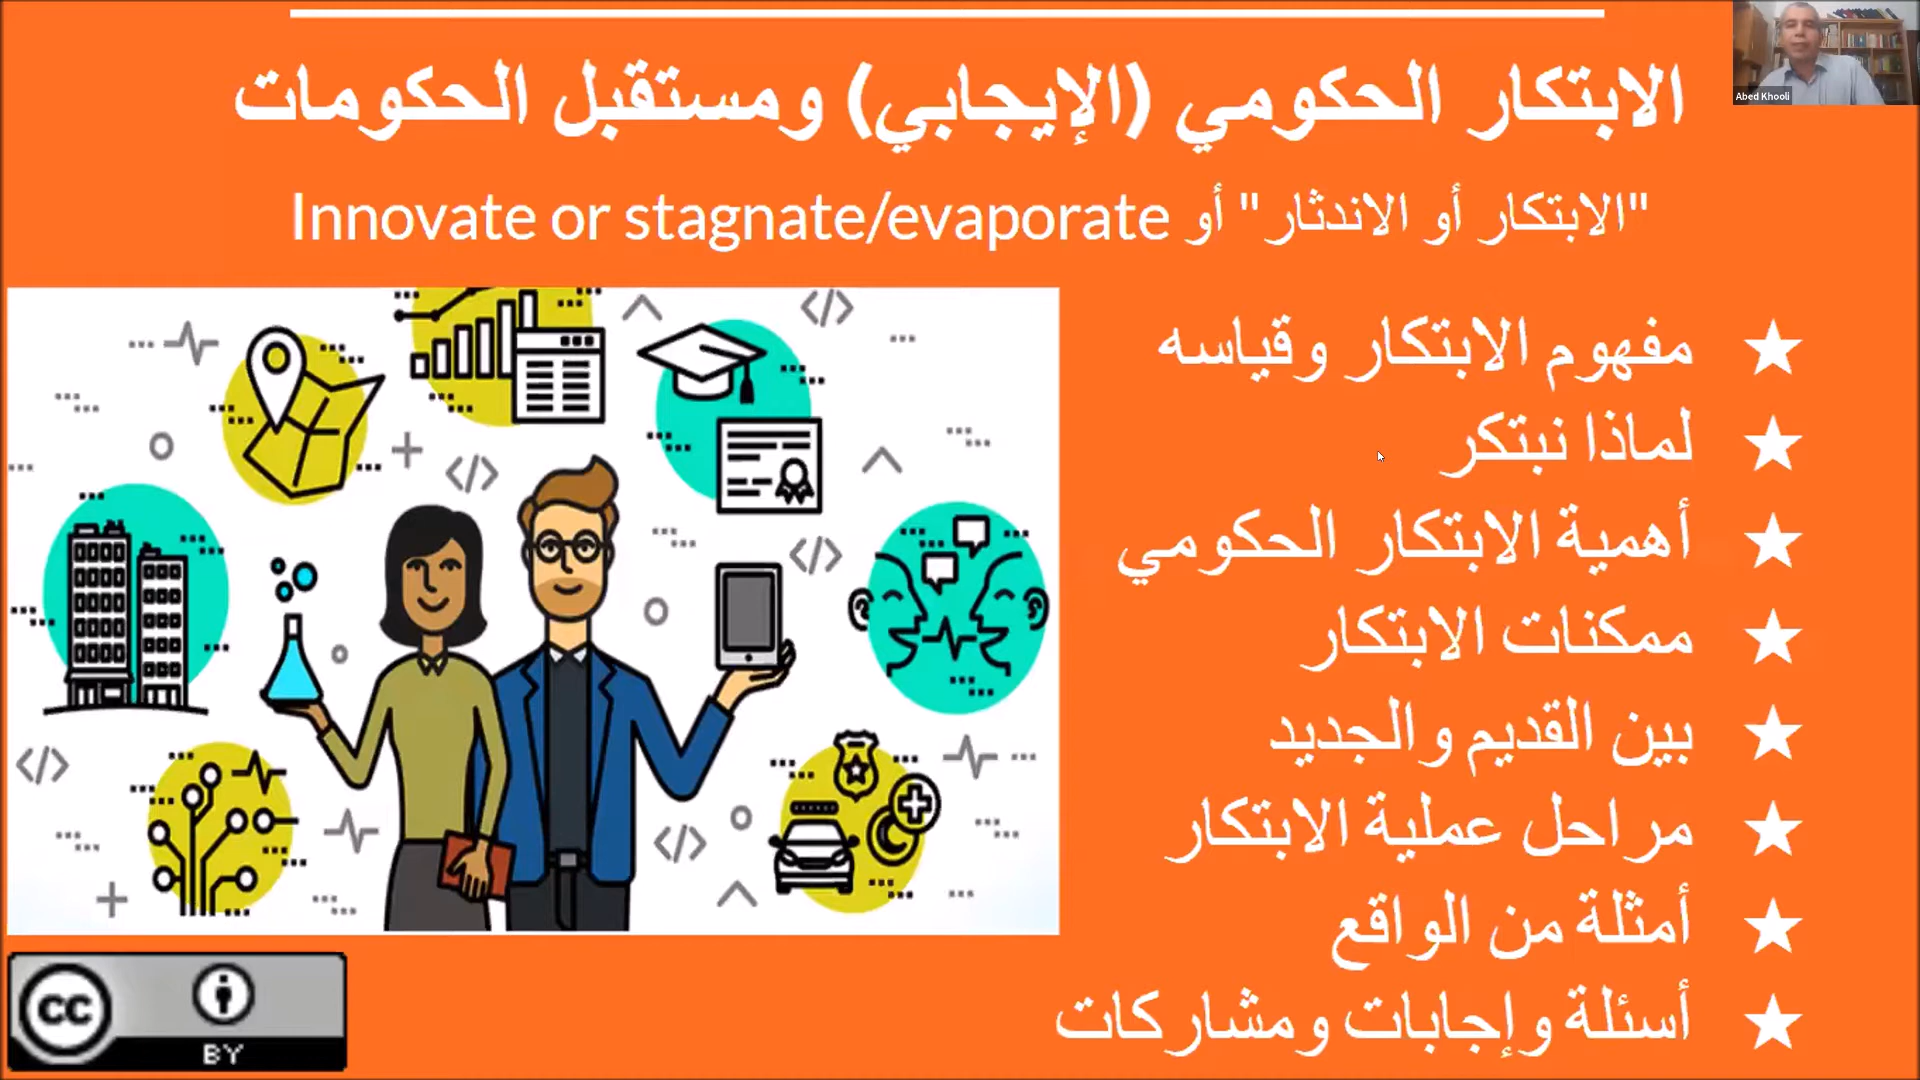 الابتكار الحكومي (الإيجابي) ومستقبل الحكومات
"الابتكار أو الاندثار" أو Innovate or stagnate/evaporate
Abed Khooli
مفهوم الابتكار وقياسه
لماذا نبتكر
أهمية الابتكار الحكومي
ممكنات الابتكار
بين القديم والجديد
مراحل عملية الابتكار
أمثلة من الواقع
أسئلة وإجابات ومشاركات
CC
BY